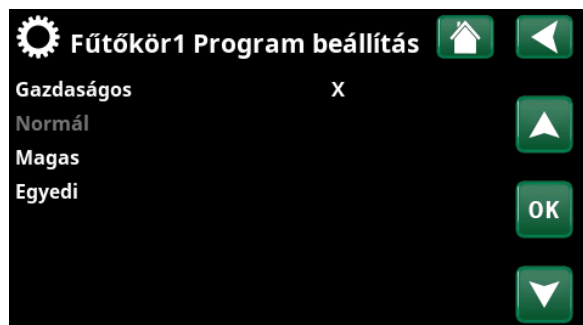 Fűtőkör1 Program beállítás
Gazdaságos X
Normál
Magas
Egyedi
OK